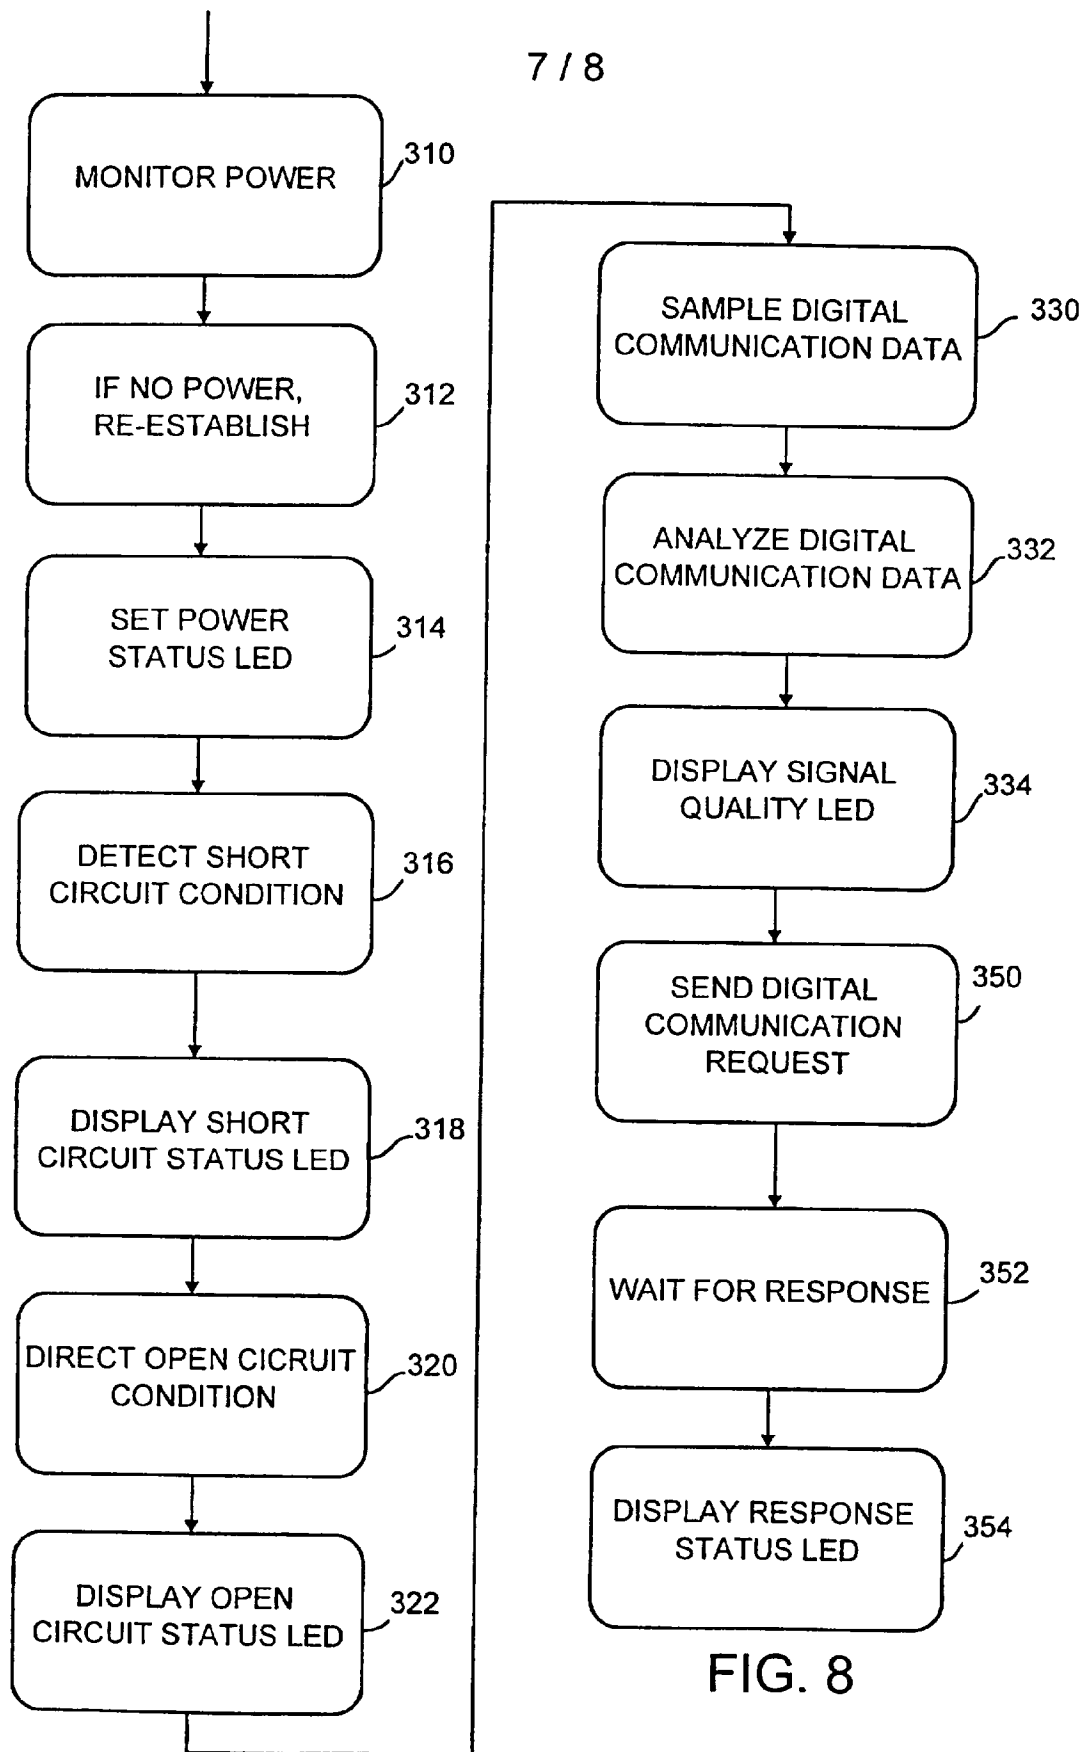 7 / 8
MONITOR POWER
310
IF NO POWER,
RE-ESTABLISH
312
SET POWER
STATUS LED
314
DETECT SHORT
CIRCUIT CONDITION
316
DISPLAY SHORT
CIRCUIT STATUS LED
318
DIRECT OPEN CICRUIT
CONDITION
320
DISPLAY OPEN
CIRCUIT STATUS LED
322
SAMPLE DIGITAL
COMMUNICATION DATA
330
ANALYZE DIGITAL
COMMUNICATION DATA
332
DISPLAY SIGNAL
QUALITY LED
334
SEND DIGITAL
COMMUNICATION
REQUEST
350
WAIT FOR RESPONSE
352
DISPLAY RESPONSE
STATUS LED
354
FIG. 8